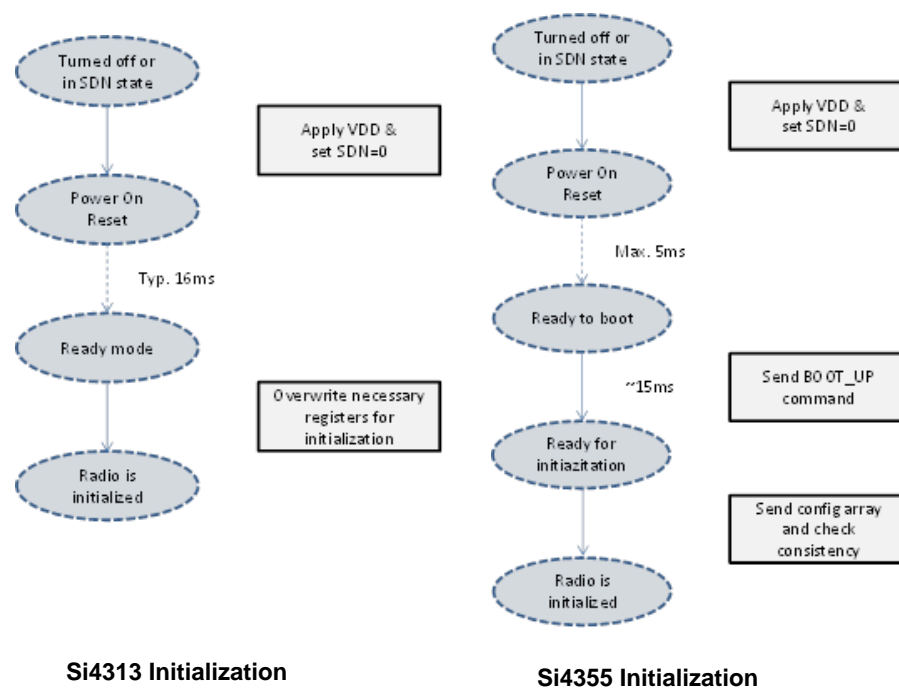 Turned off or
in SDN state
Apply VDD &
set SDN=0
Power On
Reset
Typ. 16ms
Ready mode
Overwrite necessary
registers for
initialization
Radio is
initialized
Si4313 Initialization
Turned off or
in SDN state
Apply VDD &
set SDN=0
Power On
Reset
Max. 5ms
Ready to boot
~15ms
Send BOOT_UP
command
Ready for
initiazitation
Send config array
and check
consistency
Radio is
initialized
Si4355 Initialization